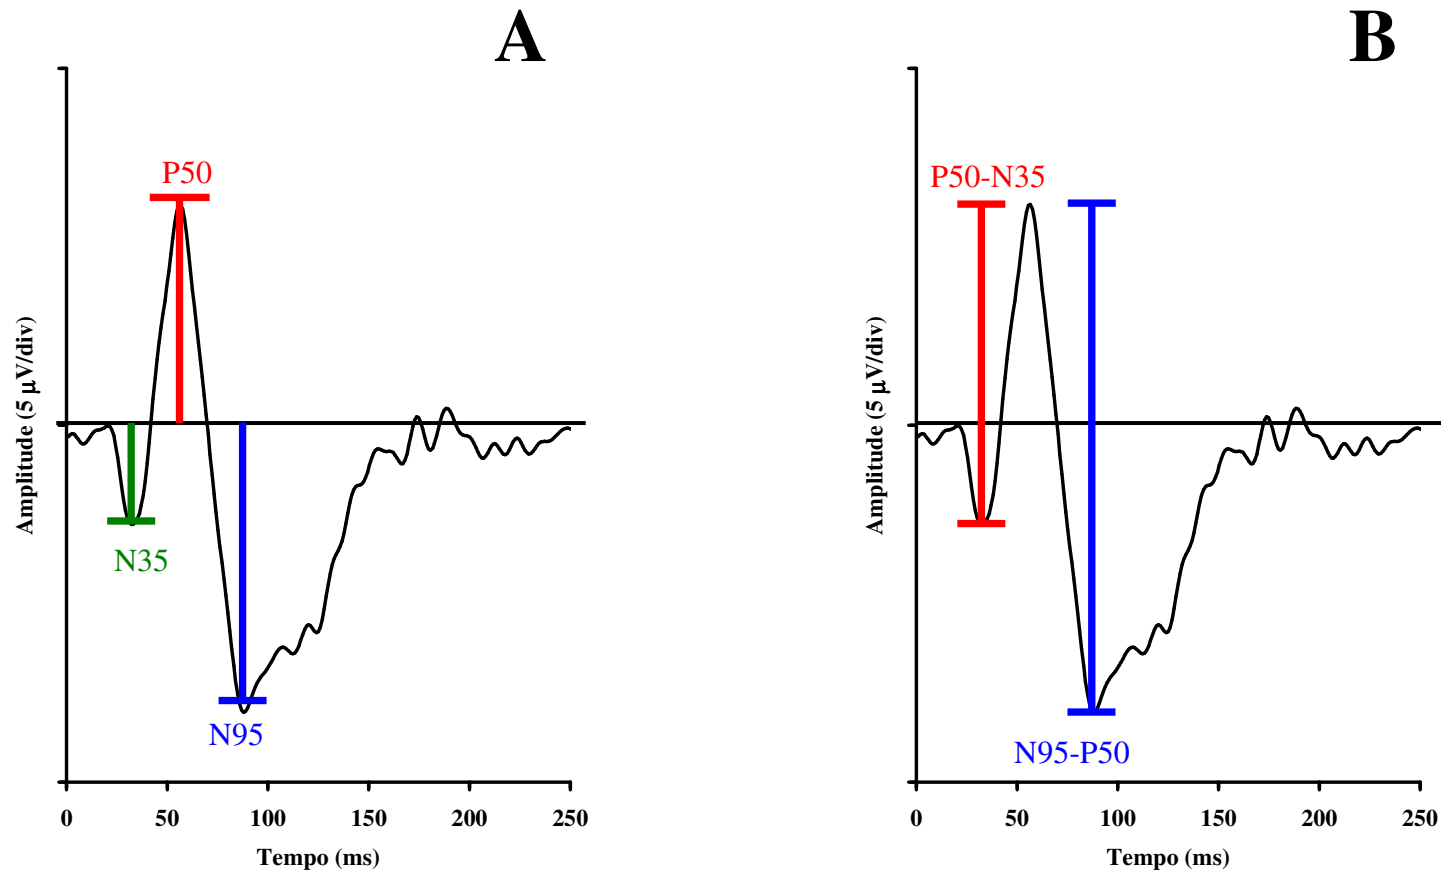 A
P50
N35
N95
Amplitude (5 μV/div)
0 50 100 150 200 250
Tempo (ms)
B
P50-N35
N95-P50
Amplitude (5 μV/div)
0 50 100 150 200 250
Tempo (ms)